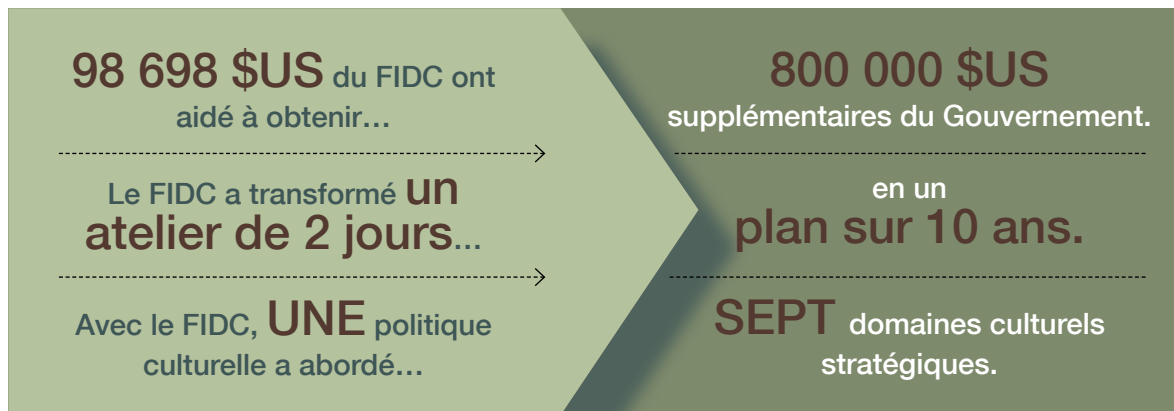 98 698 $US du FIDC ont
aidé à obtenir…
800 000 $US
supplémentaires du Gouvernement.
Le FIDC a transformé un
atelier de 2 jours...
en un
plan sur 10 ans.
Avec le FIDC, UNE politique
culturelle a abordé…
SEPT domaines culturels
stratégiques.